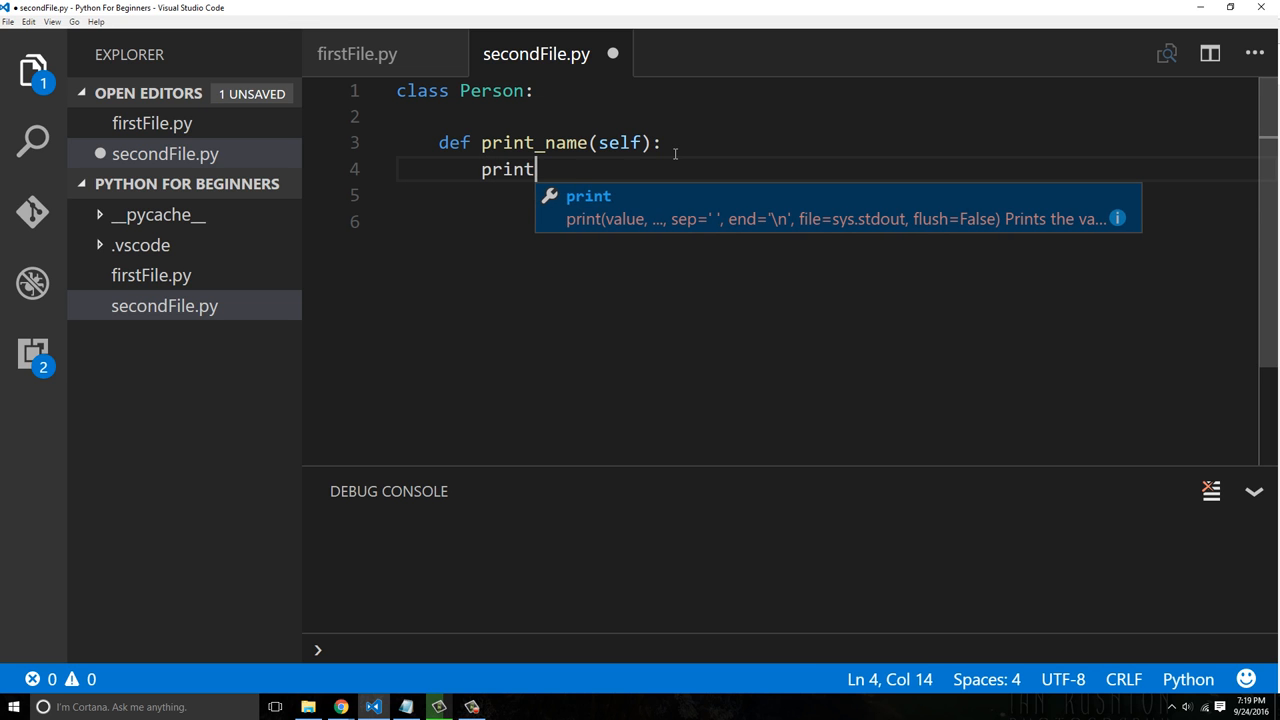 ● secondFile.py - Python For Beginners - Visual Studio Code
File Edit View Go Help
EXPLORER
OPEN EDITORS 1 UNSAVED
firstFile.py
secondFile.py
PYTHON FOR BEGINNERS
__pycache__
.vscode
firstFile.py
secondFile.py
1
2
firstFile.py secondFile.py
1 class Person:
2
3 def print_name(self):
4 print
5
6
print
print(value, ..., sep=' ', end='\n', file=sys.stdout, flush=False) Prints the va...
DEBUG CONSOLE
0 0 Ln 4, Col 14 Spaces: 4 UTF-8 CRLF Python
I'm Cortana. Ask me anything.
7:19 PM
9/24/2016